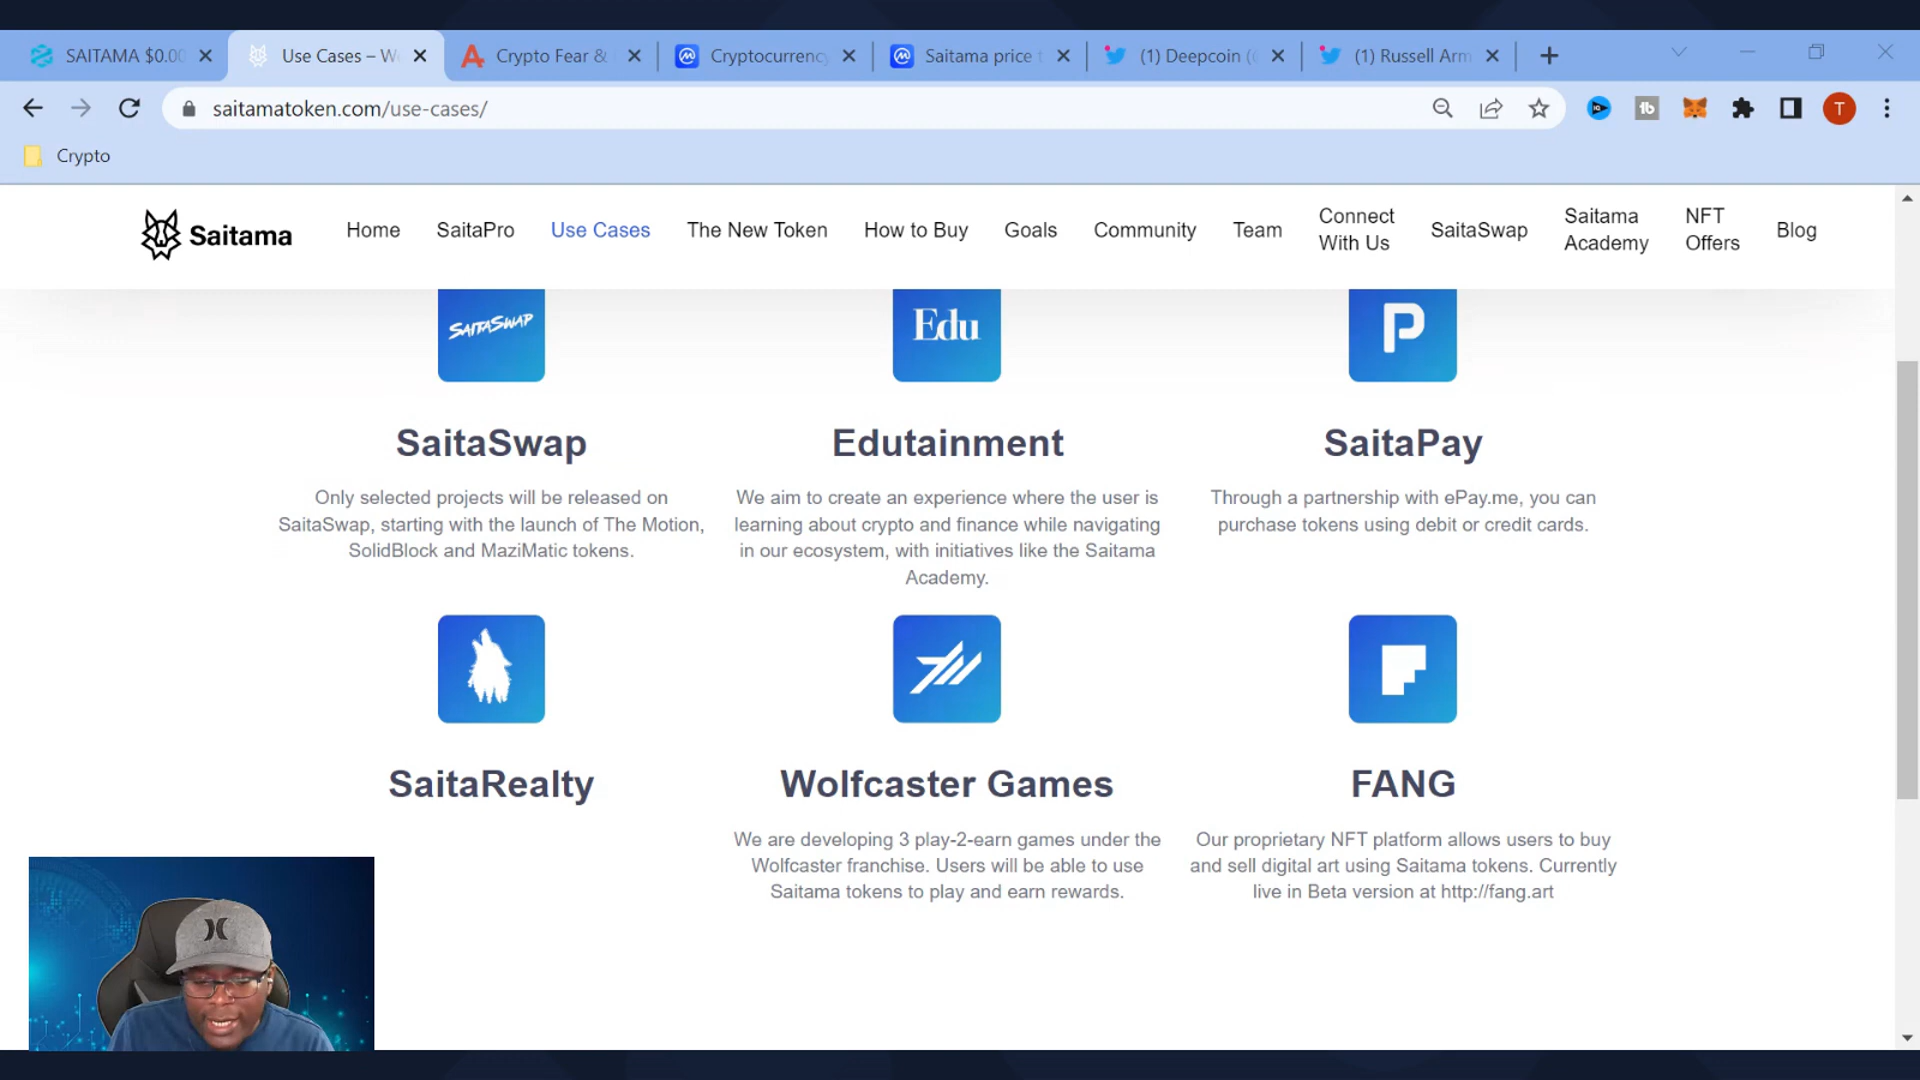 SAITAMA $0.00
Use Cases – We
Crypto Fear &
Cryptocurrency
Saitama price t
(1) Deepcoin (
(1) Russell Arm
saitamatoken.com/use-cases/
tb
T
Crypto
Saitama
Home
SaitaPro
Use Cases
The New Token
How to Buy
Goals
Community
Team
Connect
With Us
SaitaSwap
Saitama
Academy
NFT
Offers
Blog
SAITASWAP
Edu
P
SaitaSwap
Only selected projects will be released on
SaitaSwap, starting with the launch of The Motion,
SolidBlock and MaziMatic tokens.
Edutainment
We aim to create an experience where the user is
learning about crypto and finance while navigating
in our ecosystem, with initiatives like the Saitama
Academy.
SaitaPay
Through a partnership with ePay.me, you can
purchase tokens using debit or credit cards.
SaitaRealty
Wolfcaster Games
We are developing 3 play-2-earn games under the
Wolfcaster franchise. Users will be able to use
Saitama tokens to play and earn rewards.
FANG
Our proprietary NFT platform allows users to buy
and sell digital art using Saitama tokens. Currently
live in Beta version at http://fang.art